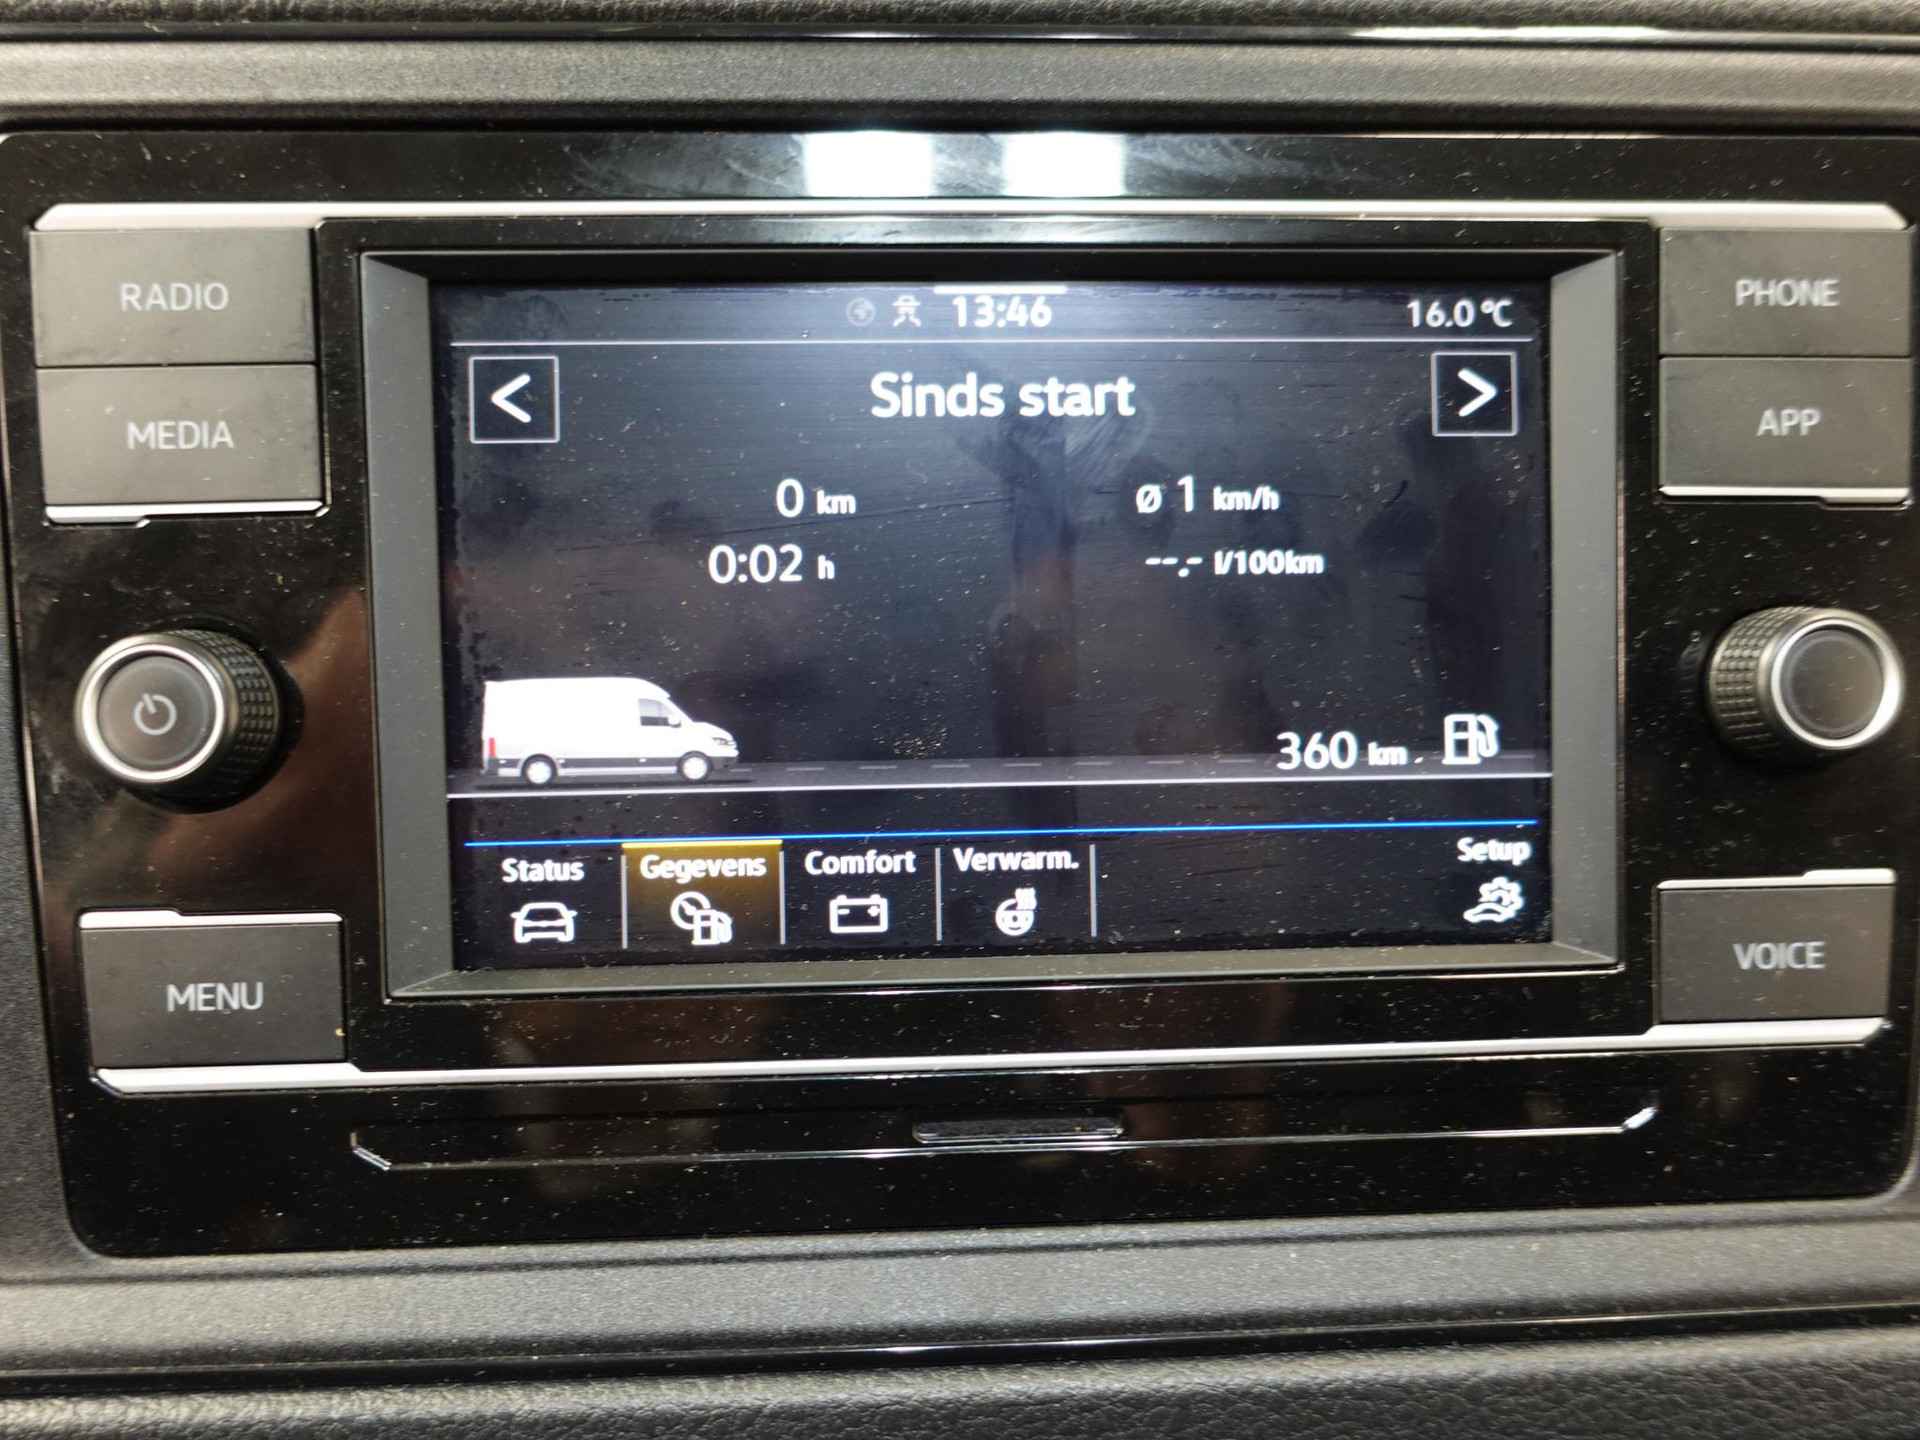 RADIO
MEDIA
MENU
13:46
16.0 °C
<
Sinds start
>
0 km
ø 1 km/h
0:02 h
--.- l/100km
360 km
Status
Gegevens
Comfort
Verwarm.
Setup
PHONE
APP
VOICE